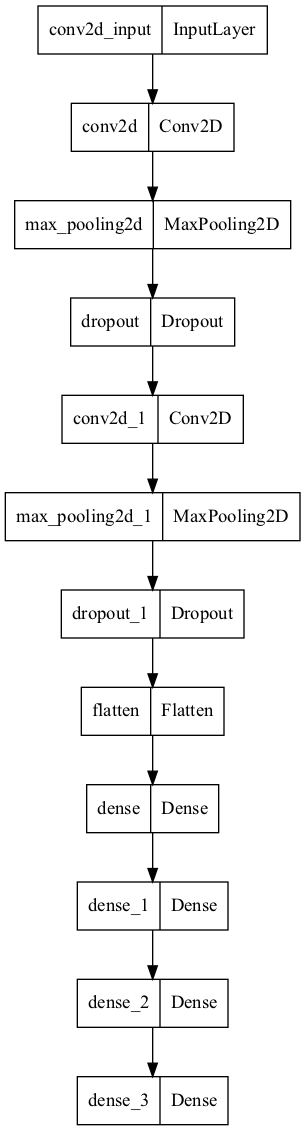 conv2d_input InputLayer
conv2d Conv2D
max_pooling2d MaxPooling2D
dropout Dropout
conv2d_1 Conv2D
max_pooling2d_1 MaxPooling2D
dropout_1 Dropout
flatten Flatten
dense Dense
dense_1 Dense
dense_2 Dense
dense_3 Dense